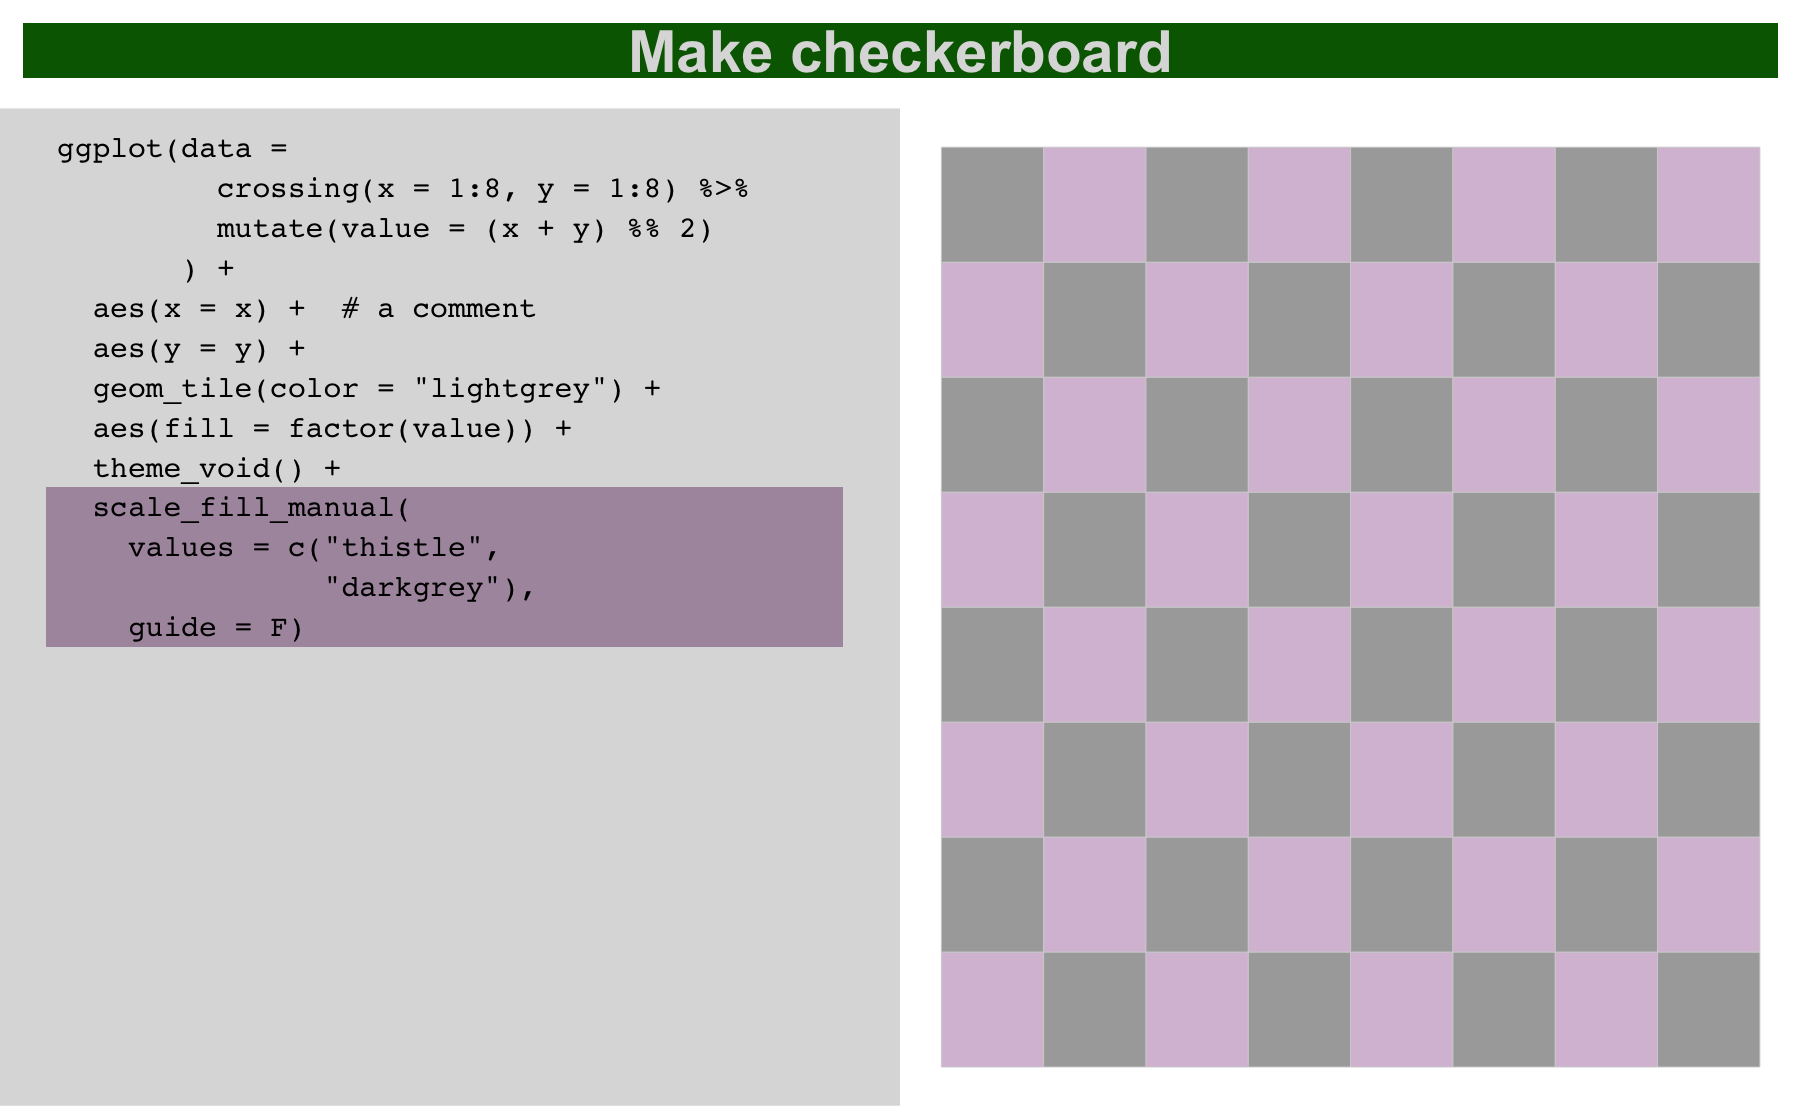 Make checkerboard
ggplot(data =
         crossing(x = 1:8, y = 1:8) %>%
         mutate(value = (x + y) %% 2)
       ) +
  aes(x = x) +  # a comment
  aes(y = y) +
  geom_tile(color = "lightgrey") +
  aes(fill = factor(value)) +
  theme_void() +
  scale_fill_manual(
    values = c("thistle",
               "darkgrey"),
    guide = F)